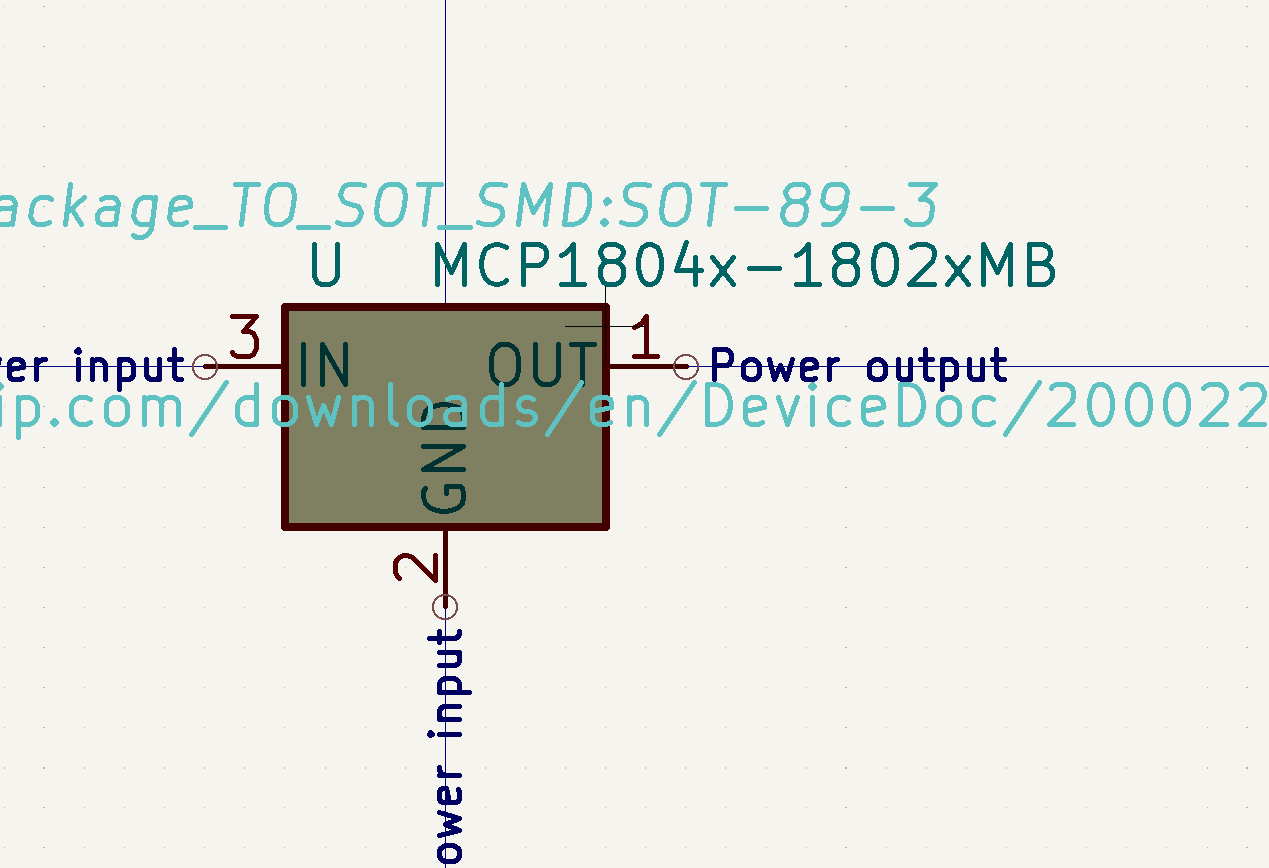 ackage_TO_SOT_SMD:SOT-89-3
U MCP1804x-1802xMB
3 1
er input IN OUT Power output
ip.com/downloads/en/DeviceDoc/200022
GND
2
ower input